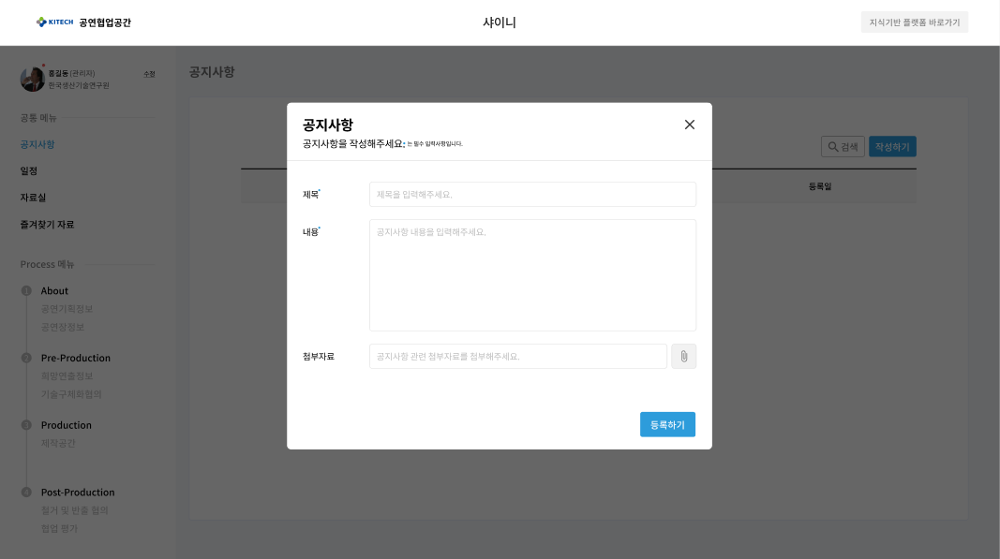 KITECH 공연협업공간
샤이니
지식기반 플랫폼 바로가기
홍길동 (관리자)
수정
한국생산기술연구원
공통 메뉴
공지사항
일정
자료실
즐겨찾기 자료
Process 메뉴
1 About
공연기획정보
공연장정보
2 Pre-Production
희망연출정보
기술구체화협의
3 Production
제작공간
4 Post-Production
철거 및 반출 협의
협업 평가
공지사항
검색
작성하기
등록일
공지사항
공지사항을 작성해주세요: 는 필수 입력사항입니다.
제목*
제목을 입력해주세요.
내용*
공지사항 내용을 입력해주세요.
첨부자료
공지사항 관련 첨부자료를 첨부해주세요.
등록하기